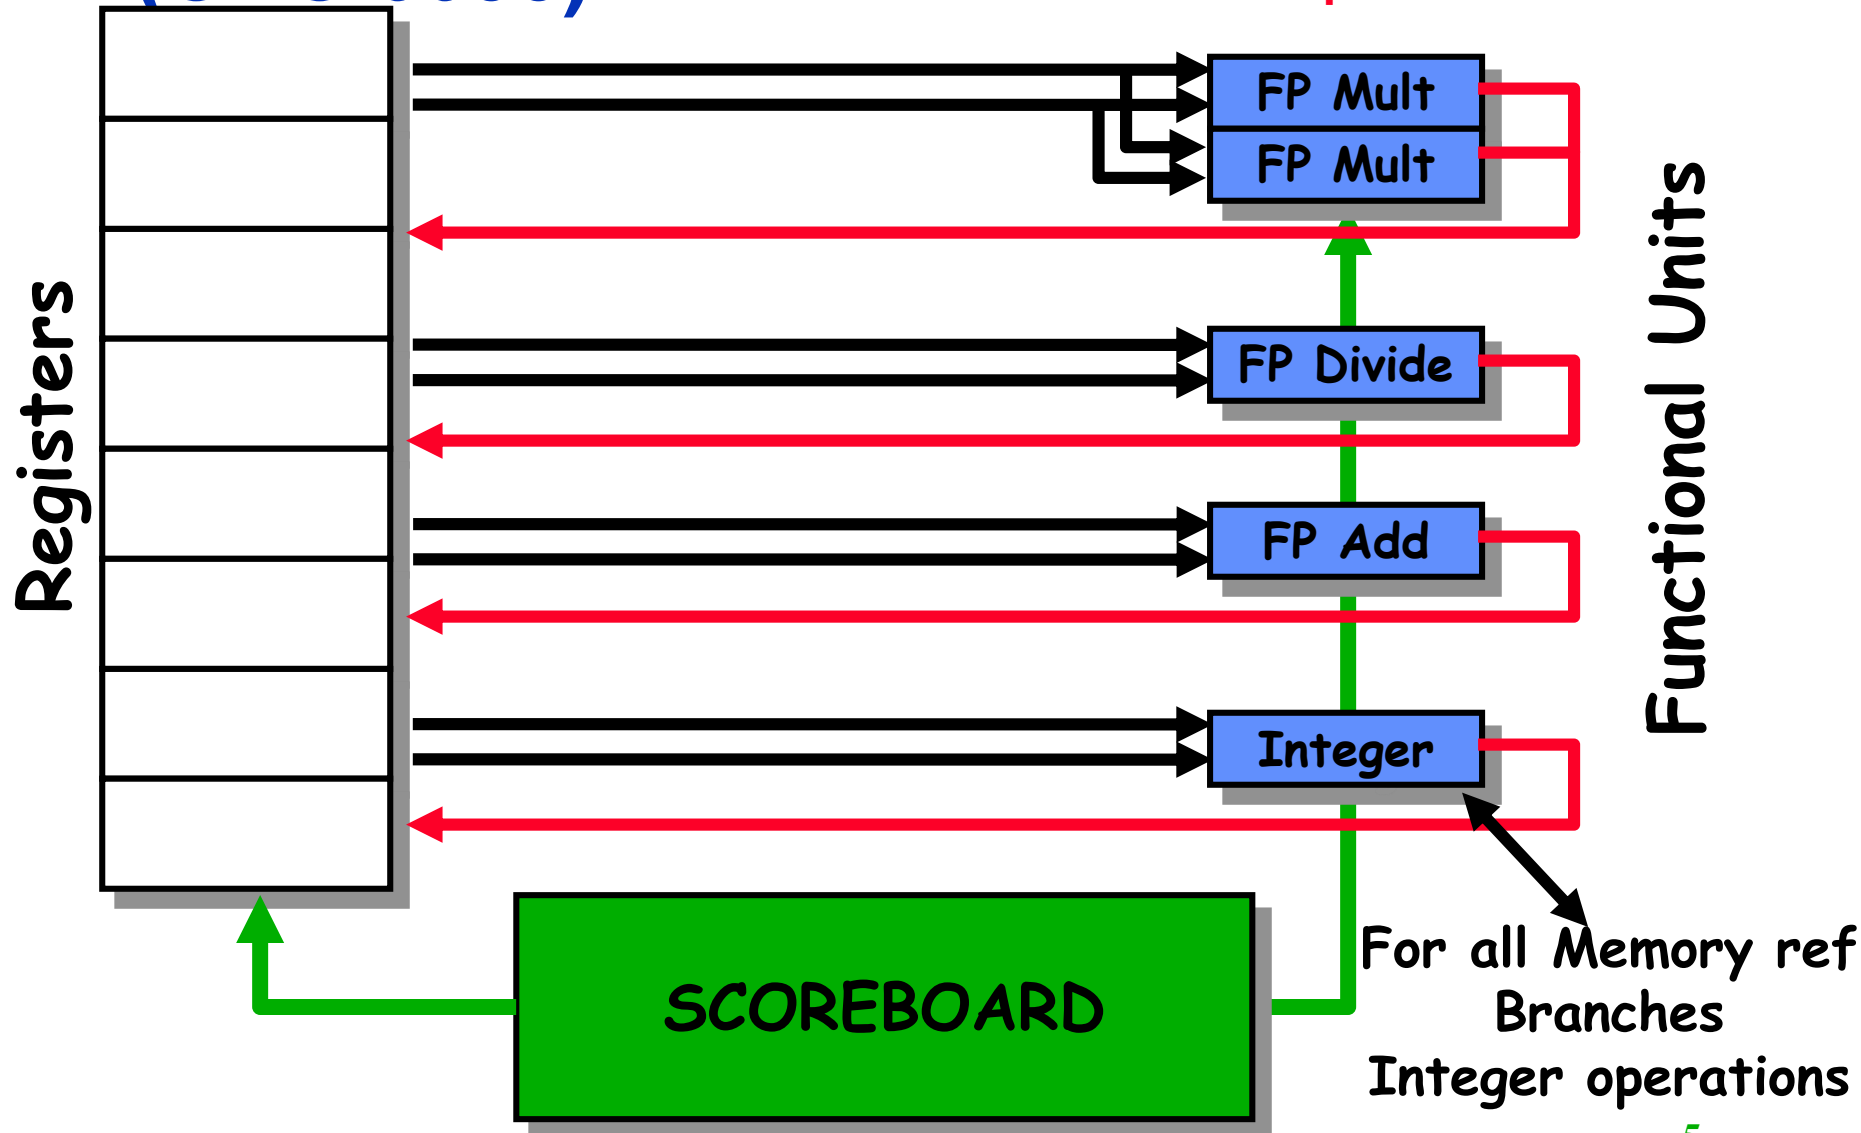 Registers
FP Mult
FP Mult
FP Divide
FP Add
Integer
Functional Units
SCOREBOARD
For all Memory ref
Branches
Integer operations